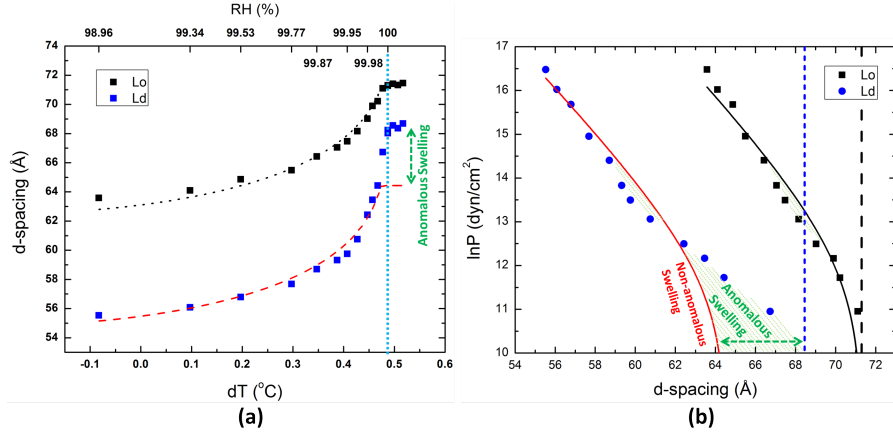 RH (%)
98.96 99.34 99.53 99.77 99.95 100
99.87 99.98
74
72
70
68
66
64
62
60
58
56
54
d-spacing (Å)
Lo
Ld
Anomalous Swelling
-0.1 0.0 0.1 0.2 0.3 0.4 0.5 0.6
dT (°C)
(a)
17
16
15
14
13
12
11
10
lnP (dyn/cm²)
Lo
Ld
Non-anomalous
Swelling
Anomalous
Swelling
54 56 58 60 62 64 66 68 70 72
d-spacing (Å)
(b)